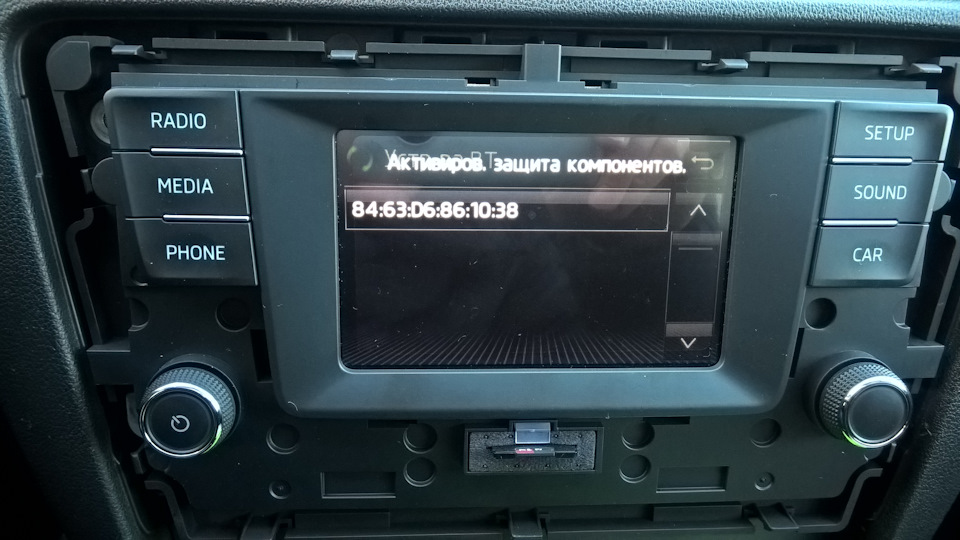 RADIO
MEDIA
PHONE
Активиров. защита компонентов.
84:63:D6:86:10:38
SETUP
SOUND
CAR